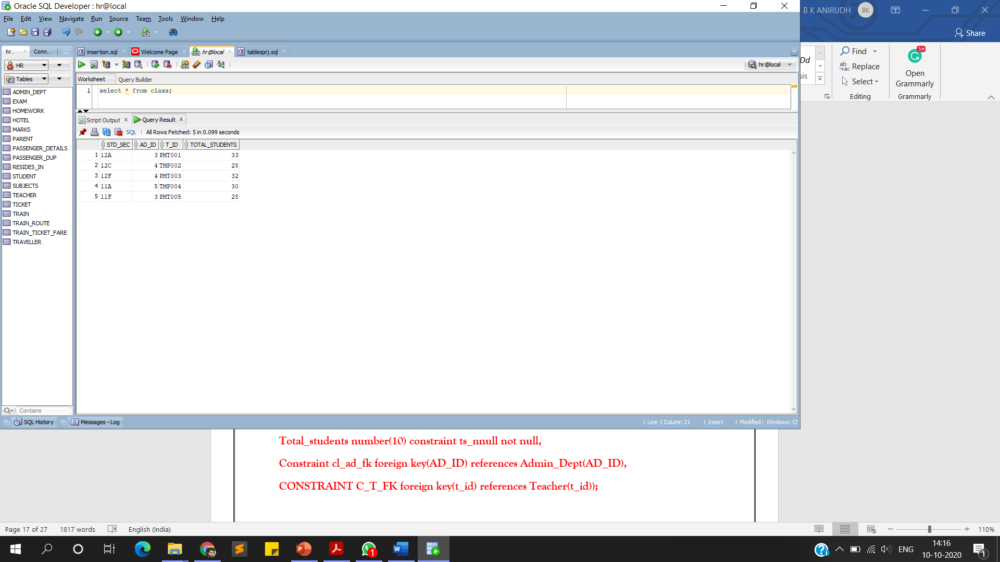 Oracle SQL Developer : hr@local
B K ANIRUDH BK
File Edit View Navigate Run Source Team Tools Window Help
Share
hr.. Conn... insertion.sql Welcome Page hr@local tablesprj.sql
HR
Tables
hr@local
Worksheet Query Builder
1 select * from class;
Dd
sis
Find
Replace
Select
Editing
5+
Open
Grammarly
Grammarly
ADMIN_DEPT
EXAM
HOMEWORK
HOTEL
MARKS
PARENT
PASSENGER_DETAILS
PASSENGER_DUP
RESIDES_IN
STUDENT
SUBJECTS
TEACHER
TICKET
TRAIN
TRAIN_ROUTE
TRAIN_TICKET_FARE
TRAVELLER
Script Output Query Result
SQL All Rows Fetched: 5 in 0.099 seconds
STD_SEC AD_ID T_ID TOTAL_STUDENTS
1 12A 3 PMT001 33
2 12C 4 TMP002 28
3 12F 4 PMT003 32
4 11A 5 TMP004 30
5 11F 3 PMT005 28
Contains
SQL History Messages - Log
Line 1 Column 21 Insert Modified Windows: CF
Total_students number(10) constraint ts_nnull not null,
Constraint cl_ad_fk foreign key(AD_ID) references Admin_Dept(AD_ID),
CONSTRAINT C_T_FK foreign key(t_id) references Teacher(t_id));
Page 17 of 27 1817 words English (India) 110%
1
ENG
14:16
10-10-2020
1